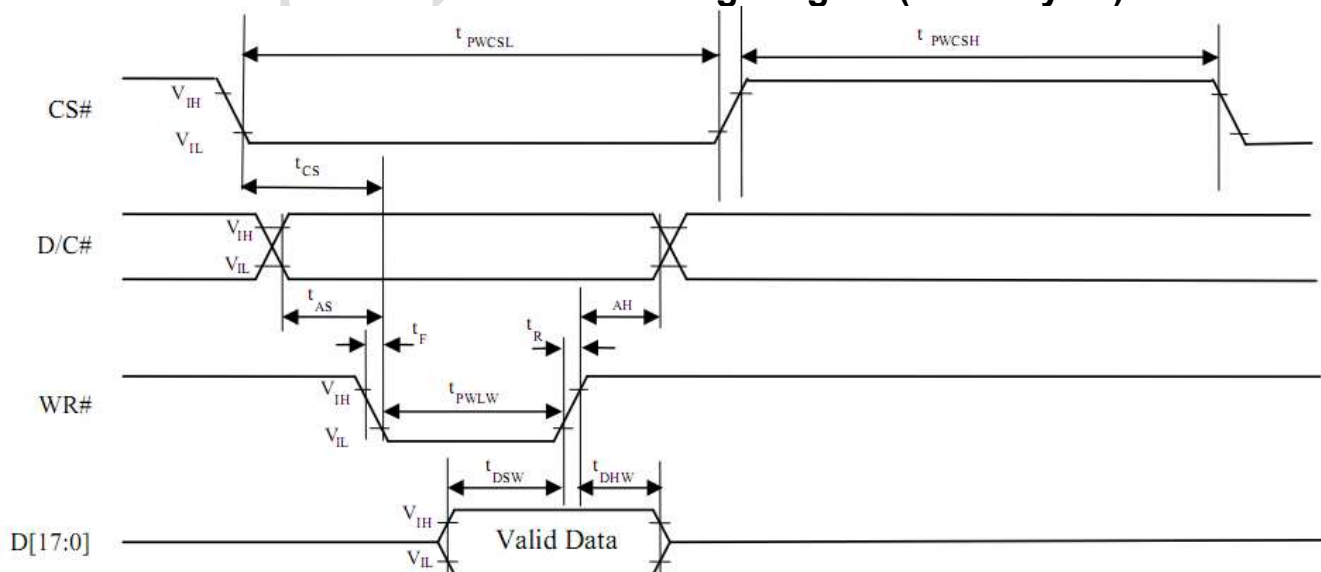 t PWCSL
t PWCSH
CS#
V IH
V IL
t CS
D/C#
V IH
V IL
t AS
t F
t R
AH
WR#
V IH
V IL
t PWLW
t DSW
t DHW
D[17:0]
V IH
V IL
Valid Data